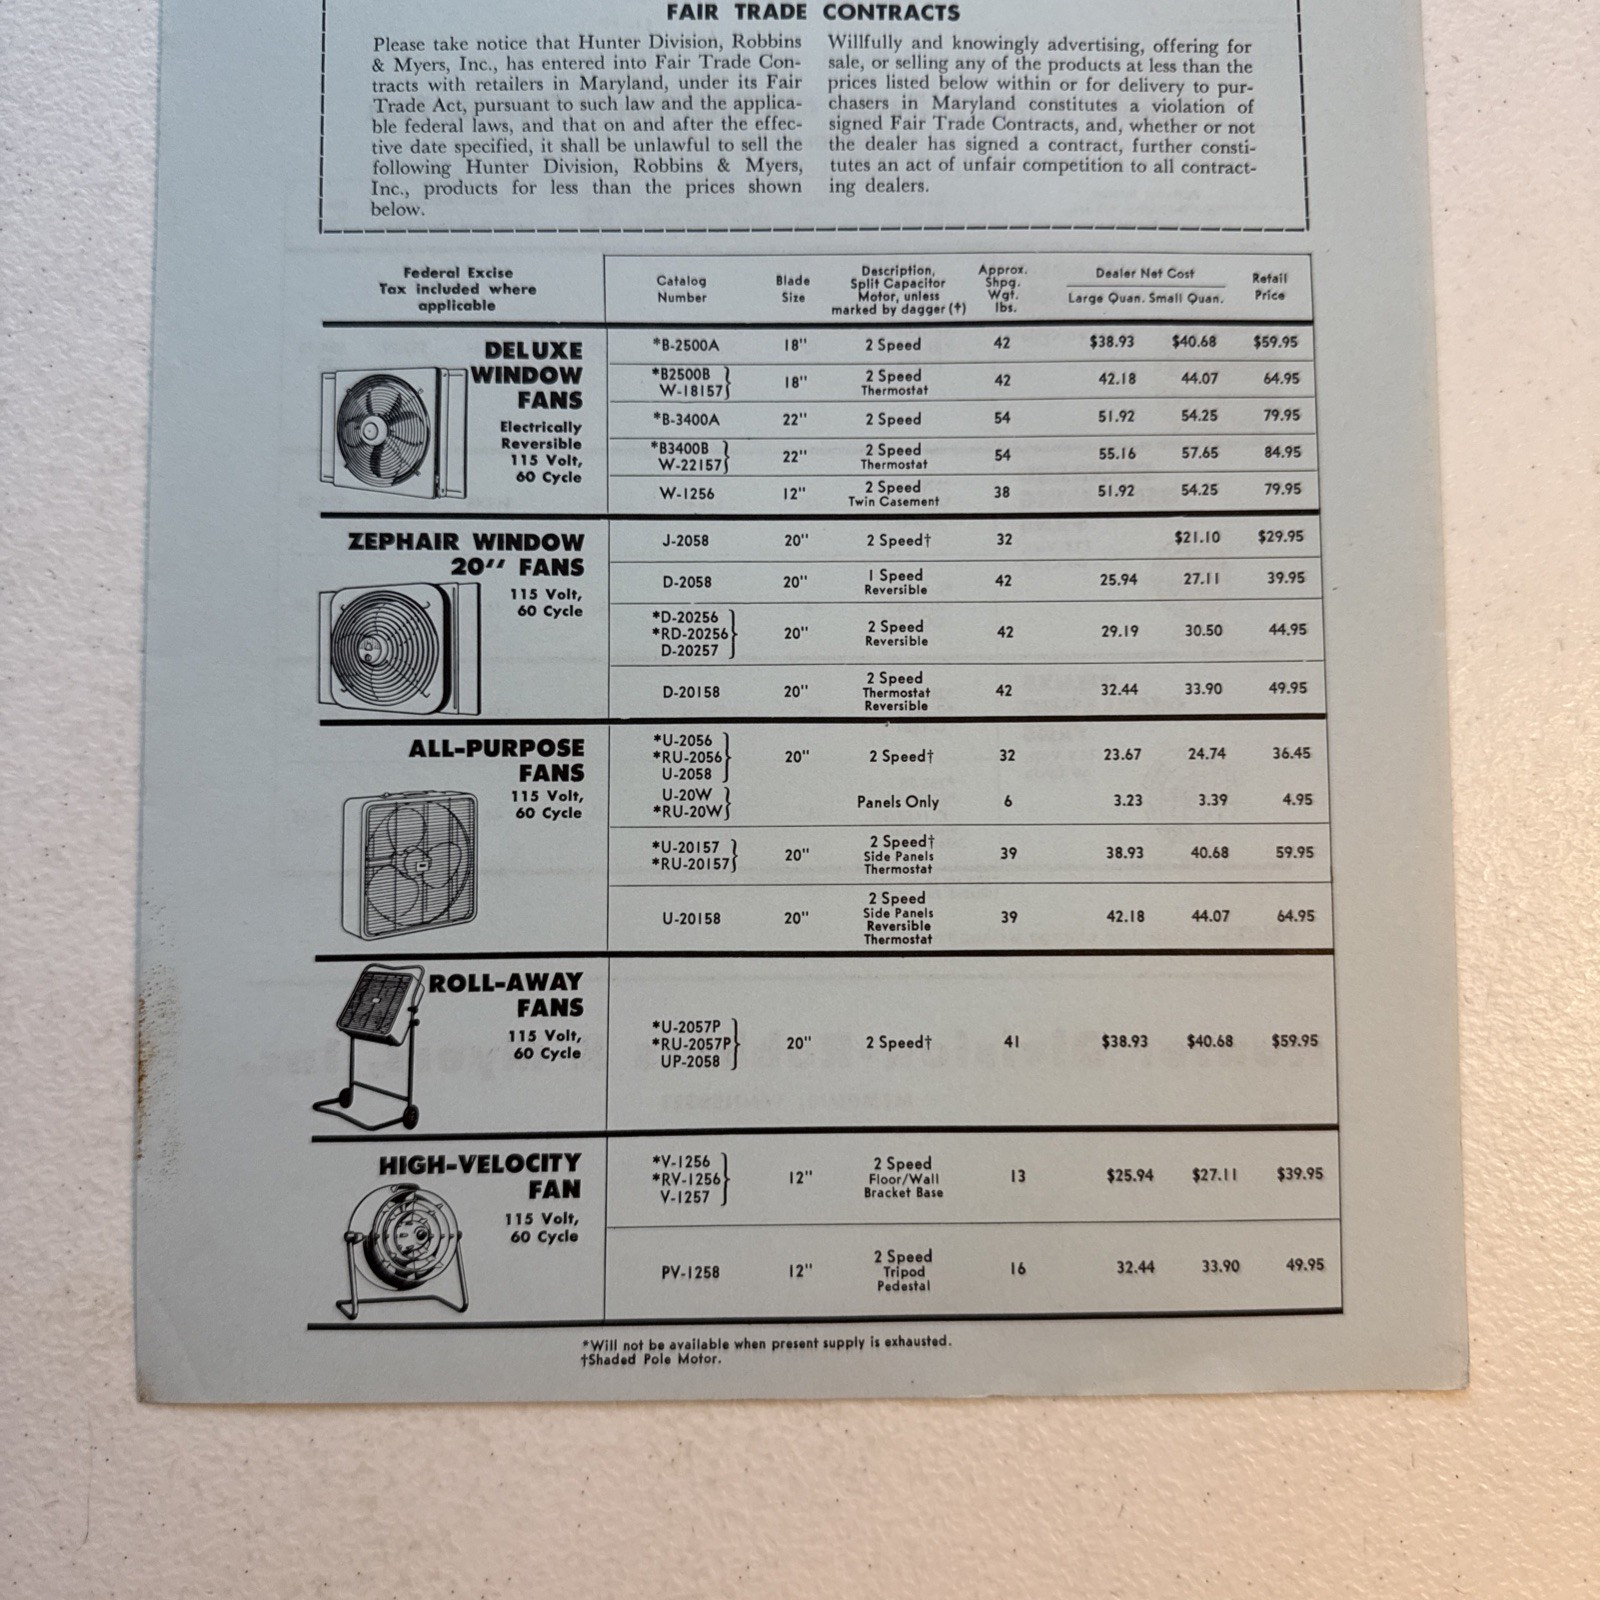 FAIR TRADE CONTRACTS
Please take notice that Hunter Division, Robbins
& Myers, Inc., has entered into Fair Trade Con-
tracts with retailers in Maryland, under its Fair
Trade Act, pursuant to such law and the applica-
ble federal laws, and that on and after the effec-
tive date specified, it shall be unlawful to sell the
following Hunter Division, Robbins & Myers,
Inc., products for less than the prices shown
below.
Willfully and knowingly advertising, offering for
sale, or selling any of the products at less than the
prices listed below within or for delivery to pur-
chasers in Maryland constitutes a violation of
signed Fair Trade Contracts, and, whether or not
the dealer has signed a contract, further consti-
tutes an act of unfair competition to all contract-
ing dealers.
Federal Excise
Tax included where
applicable
Catalog
Number
Blade
Size
Description,
Split Capacitor
Motor, unless
marked by dagger (†)
Approx.
Shpg.
Wgt.
lbs.
Dealer Net Cost
Large Quan. Small Quan.
Retail
Price
DELUXE
WINDOW
FANS
Electrically
Reversible
115 Volt,
60 Cycle
*B-2500A 18" 2 Speed 42 $38.93 $40.68 $59.95
*B2500B
W-18157
18"
2 Speed
Thermostat
42 42.18 44.07 64.95
*B-3400A 22" 2 Speed 54 51.92 54.25 79.95
*B3400B
W-22157
22"
2 Speed
Thermostat
54 55.16 57.65 84.95
W-1256 12"
2 Speed
Twin Casement
38 51.92 54.25 79.95
ZEPHAIR WINDOW
20" FANS
115 Volt,
60 Cycle
J-2058 20" 2 Speed† 32 $21.10 $29.95
D-2058 20"
1 Speed
Reversible
42 25.94 27.11 39.95
*D-20256
*RD-20256
D-20257
20"
2 Speed
Reversible
42 29.19 30.50 44.95
D-20158 20"
2 Speed
Thermostat
Reversible
42 32.44 33.90 49.95
ALL-PURPOSE
FANS
115 Volt,
60 Cycle
*U-2056
*RU-2056
U-2058
20" 2 Speed† 32 23.67 24.74 36.45
U-20W
*RU-20W
Panels Only 6 3.23 3.39 4.95
*U-20157
*RU-20157
20"
2 Speed†
Side Panels
Thermostat
39 38.93 40.68 59.95
U-20158 20"
2 Speed
Side Panels
Reversible
Thermostat
39 42.18 44.07 64.95
ROLL-AWAY
FANS
115 Volt,
60 Cycle
*U-2057P
*RU-2057P
UP-2058
20" 2 Speed† 41 $38.93 $40.68 $59.95
HIGH-VELOCITY
FAN
115 Volt,
60 Cycle
*V-1256
*RV-1256
V-1257
12"
2 Speed
Floor/Wall
Bracket Base
13 $25.94 $27.11 $39.95
PV-1258 12"
2 Speed
Tripod
Pedestal
16 32.44 33.90 49.95
*Will not be available when present supply is exhausted.
†Shaded Pole Motor.